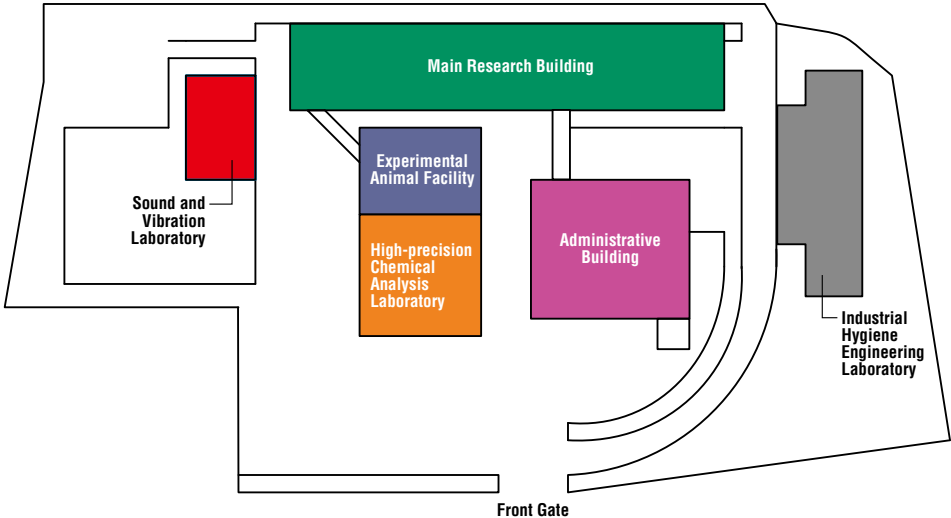 Main Research Building
Experimental
Animal Facility
Sound and
Vibration
Laboratory
High-precision
Chemical
Analysis
Laboratory
Administrative
Building
Industrial
Hygiene
Engineering
Laboratory
Front Gate